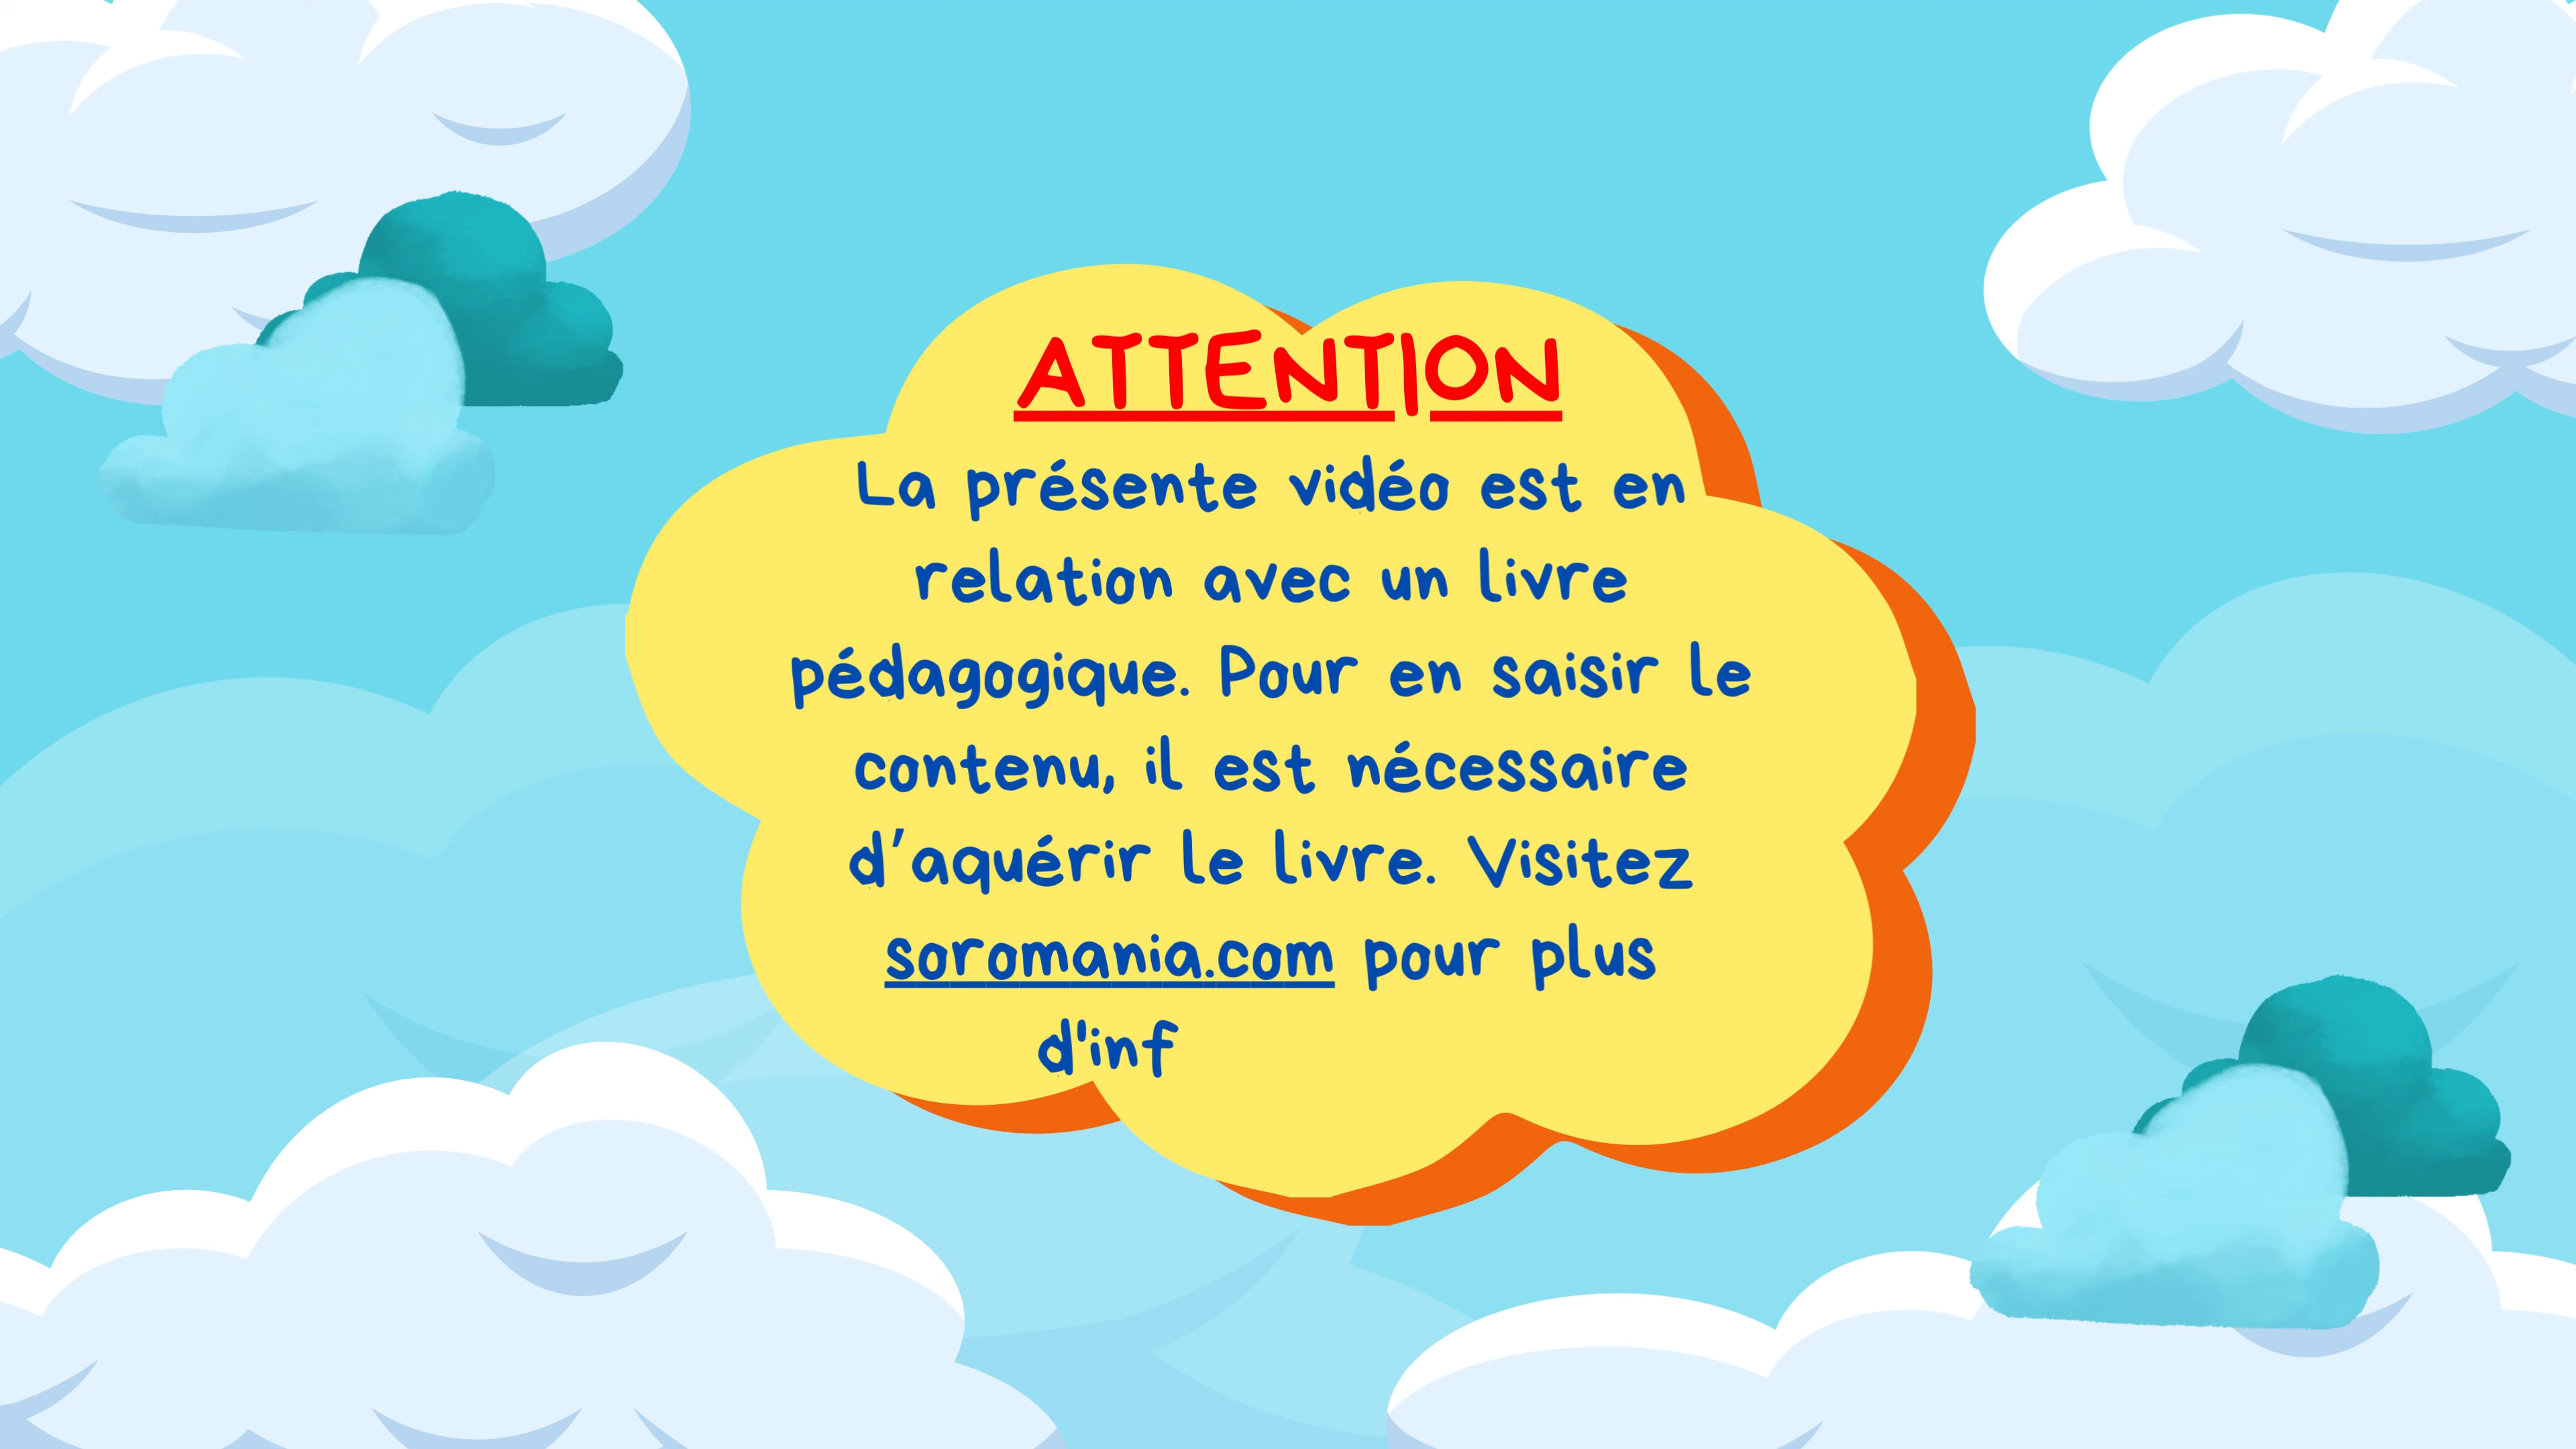 ATTENTION
La présente vidéo est en
relation avec un livre
pédagogique. Pour en saisir le
contenu, il est nécessaire
d’aquérir le livre. Visitez
soromania.com pour plus
d'inf